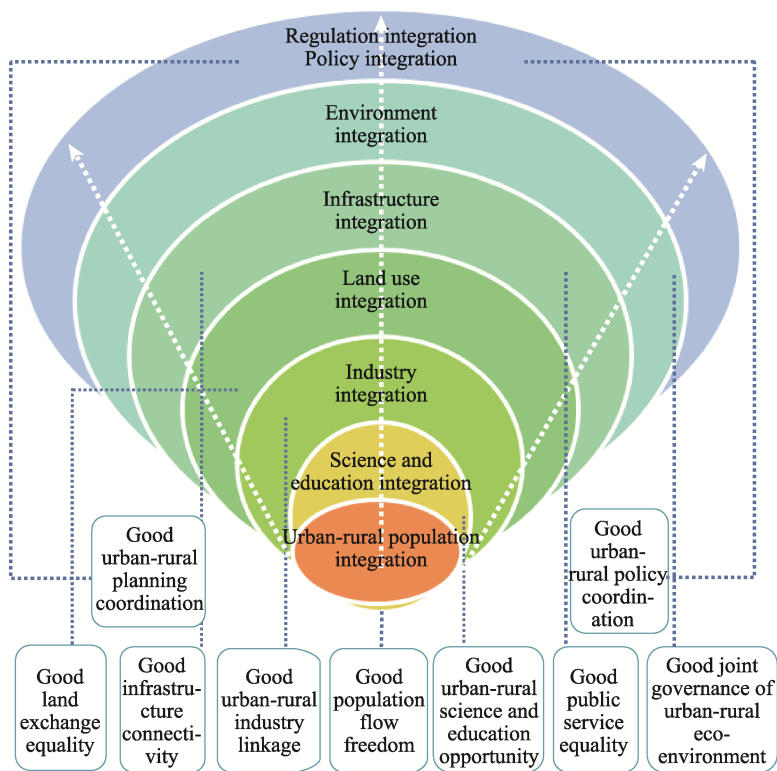 Regulation integration
Policy integration
Environment
integration
Infrastructure
integration
Land use
integration
Industry
integration
Science and
education integration
Urban-rural population
integration
Good
urban-rural
planning
coordination
Good
urban-
rural policy
coordin-
ation
Good
land
exchange
equality
Good
infrastru-
cture
connecti-
vity
Good
urban-rural
industry
linkage
Good
population
flow
freedom
Good
urban-rural
science and
education
opportunity
Good
public
service
equality
Good joint
governance of
urban-rural
eco-
environment